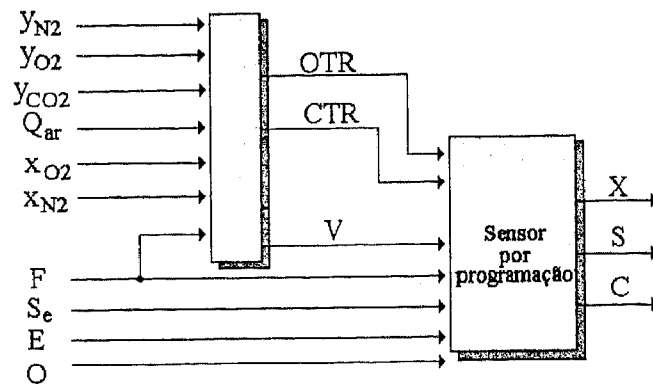 yN2
yO2
yCO2
Qar
xO2
xN2
F
Se
E
O
OTR
CTR
V
Sensor
por
programação
X
S
C